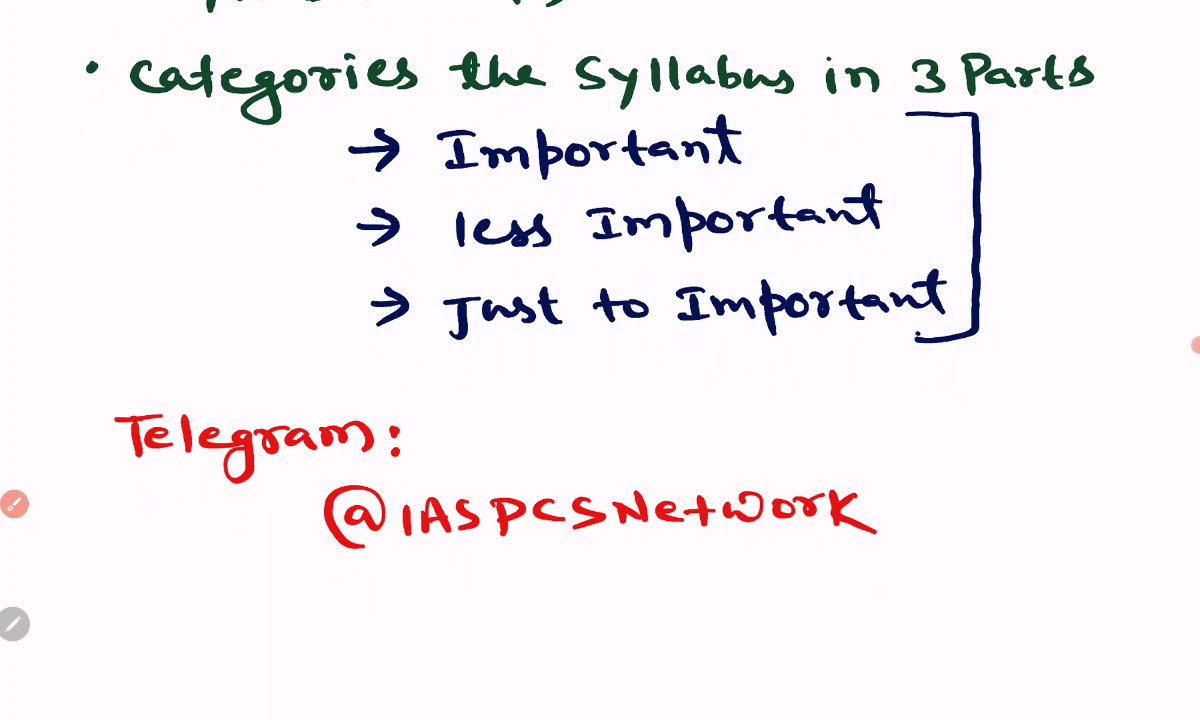 • Categories the Syllabus in 3 Parts
→ Important
→ less Important
→ Just to Important
Telegram:
@IASPCSNetwork